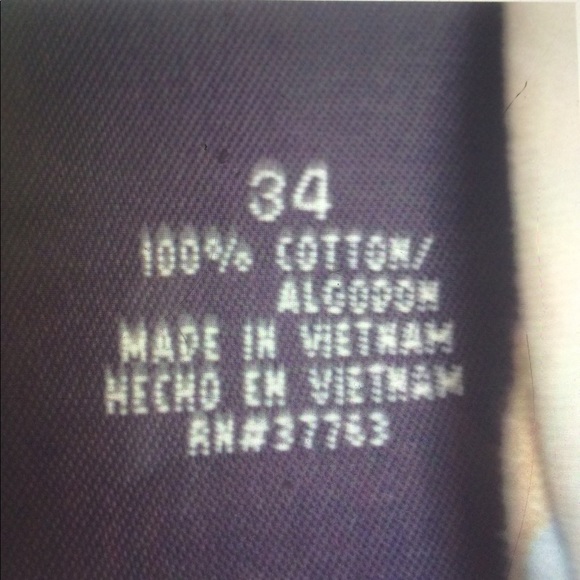 34
100% COTTON/
ALGODON
MADE IN VIETNAM
HECHO EN VIETNAM
RN#37763